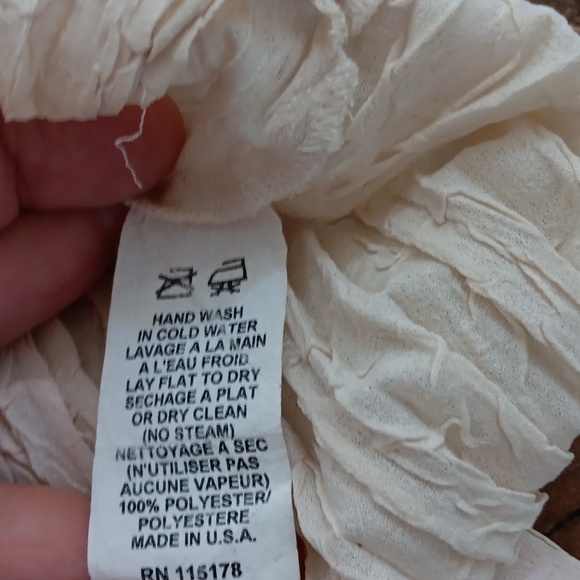 HAND WASH
IN COLD WATER
LAVAGE A LA MAIN
A L'EAU FROID
LAY FLAT TO DRY
SECHAGE A PLAT
OR DRY CLEAN
(NO STEAM)
NETTOYAGE A SEC
(N'UTILISER PAS
AUCUNE VAPEUR)
100% POLYESTER/
POLYESTERE
MADE IN U.S.A.
RN 115178